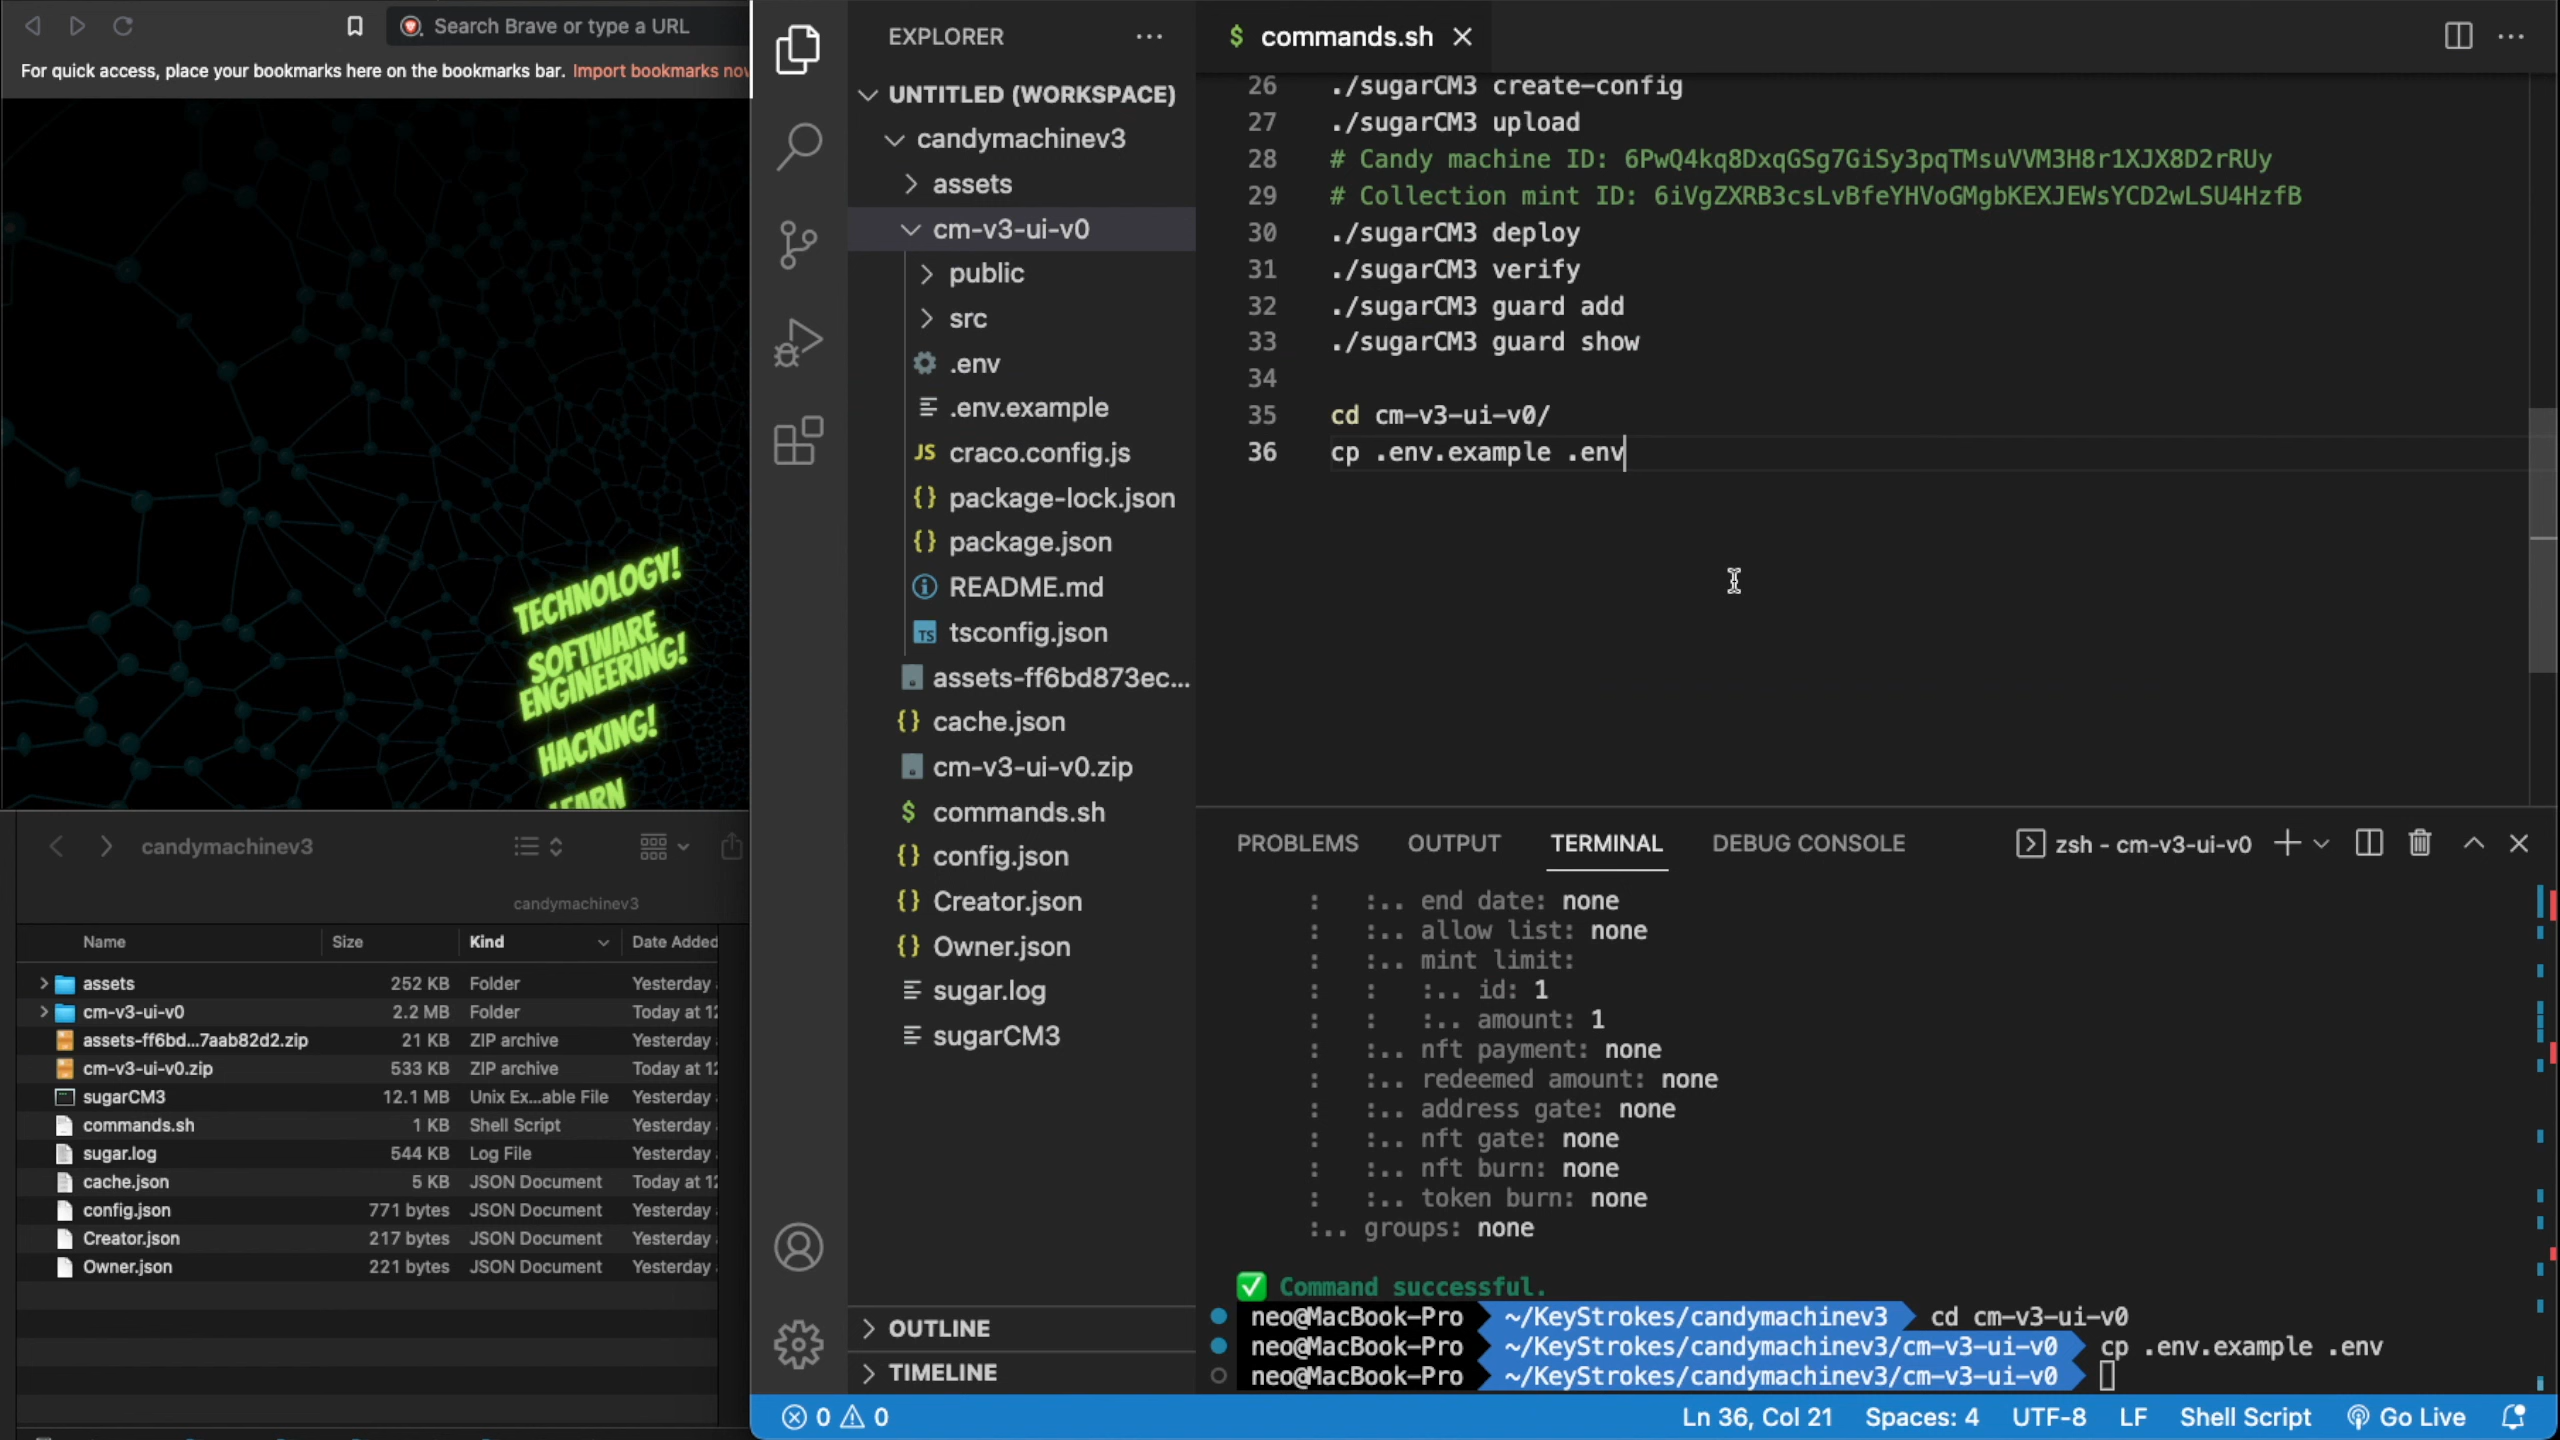 Search Brave or type a URL
For quick access, place your bookmarks here on the bookmarks bar. Import bookmarks now
TECHNOLOGY!
SOFTWARE
ENGINEERING!
HACKING!
LEARN
candymachinev3
candymachinev3
Name Size Kind Date Added
assets 252 KB Folder Yesterday
cm-v3-ui-v0 2.2 MB Folder Today at 12
assets-ff6bd...7aab82d2.zip 21 KB ZIP archive Yesterday
cm-v3-ui-v0.zip 533 KB ZIP archive Today at 12
sugarCM3 12.1 MB Unix Ex...able File Yesterday
commands.sh 1 KB Shell Script Yesterday
sugar.log 544 KB Log File Yesterday
cache.json 5 KB JSON Document Today at 12
config.json 771 bytes JSON Document Yesterday
Creator.json 217 bytes JSON Document Yesterday
Owner.json 221 bytes JSON Document Yesterday
EXPLORER
UNTITLED (WORKSPACE)
candymachinev3
assets
cm-v3-ui-v0
public
src
.env
.env.example
JS craco.config.js
{} package-lock.json
{} package.json
README.md
TS tsconfig.json
assets-ff6bd873ec...
{} cache.json
cm-v3-ui-v0.zip
$ commands.sh
{} config.json
{} Creator.json
{} Owner.json
sugar.log
sugarCM3
OUTLINE
TIMELINE
$ commands.sh
26 ./sugarCM3 create-config
27 ./sugarCM3 upload
28 # Candy machine ID: 6PwQ4kq8DxqGSg7GiSy3pqTMsuVVM3H8r1XJX8D2rRUy
29 # Collection mint ID: 6iVgZXRB3csLvBfeYHVoGMgbKEXJEWsYCD2wLSU4HzfB
30 ./sugarCM3 deploy
31 ./sugarCM3 verify
32 ./sugarCM3 guard add
33 ./sugarCM3 guard show
34
35 cd cm-v3-ui-v0/
36 cp .env.example .env
PROBLEMS OUTPUT TERMINAL DEBUG CONSOLE zsh - cm-v3-ui-v0
: :.. end date: none
: :.. allow list: none
: :.. mint limit:
: : :.. id: 1
: : :.. amount: 1
: :.. nft payment: none
: :.. redeemed amount: none
: :.. address gate: none
: :.. nft gate: none
: :.. nft burn: none
: :.. token burn: none
:.. groups: none
✅ Command successful.
neo@MacBook-Pro ~/KeyStrokes/candymachinev3 cd cm-v3-ui-v0
neo@MacBook-Pro ~/KeyStrokes/candymachinev3/cm-v3-ui-v0 cp .env.example .env
neo@MacBook-Pro ~/KeyStrokes/candymachinev3/cm-v3-ui-v0
0 0 Ln 36, Col 21 Spaces: 4 UTF-8 LF Shell Script Go Live